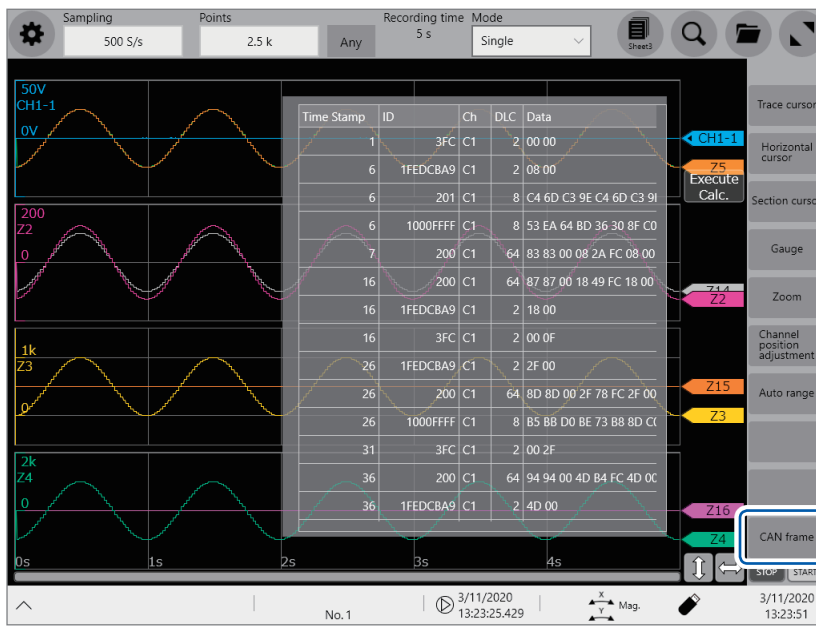 Sampling Points Recording time Mode
500 S/s 2.5 k Any 5 s Single Sheet3
50V
CH1-1
0V
200
Z2
0
1k
Z3
0
2k
Z4
0
0s 1s 2s 3s 4s
Time Stamp ID Ch DLC Data
1 3FC C1 2 00 00
6 1FEDCBA9 C1 2 08 00
6 201 C1 8 C4 6D C3 9E C4 6D C3
6 1000FFFF C1 8 53 EA 64 BD 36 30 8F C0
7 200 C1 64 83 83 00 08 2A FC 08 00
16 200 C1 64 87 87 00 18 49 FC 18 00
16 1FEDCBA9 C1 2 18 00
16 3FC C1 2 00 0F
26 1FEDCBA9 C1 2 2F 00
26 200 C1 64 8D 8D 00 2F 78 FC 2F 00
26 1000FFFF C1 8 B5 BB D0 BE 73 B8 8D
31 3FC C1 2 00 2F
36 200 C1 64 94 94 00 4D B4 FC 4D
36 1FEDCBA9 C1 2 4D 00
CH1-1
Z5
Execute
Calc.
Z14
Z2
Z15
Z3
Z16
Z4
Trace cursor
Horizontal
cursor
Section curso
Gauge
Zoom
Channel
position
adjustment
Auto range
CAN frame
STOP START
No. 1
3/11/2020
13:23:25.429
X
Y
Mag.
3/11/2020
13:23:51